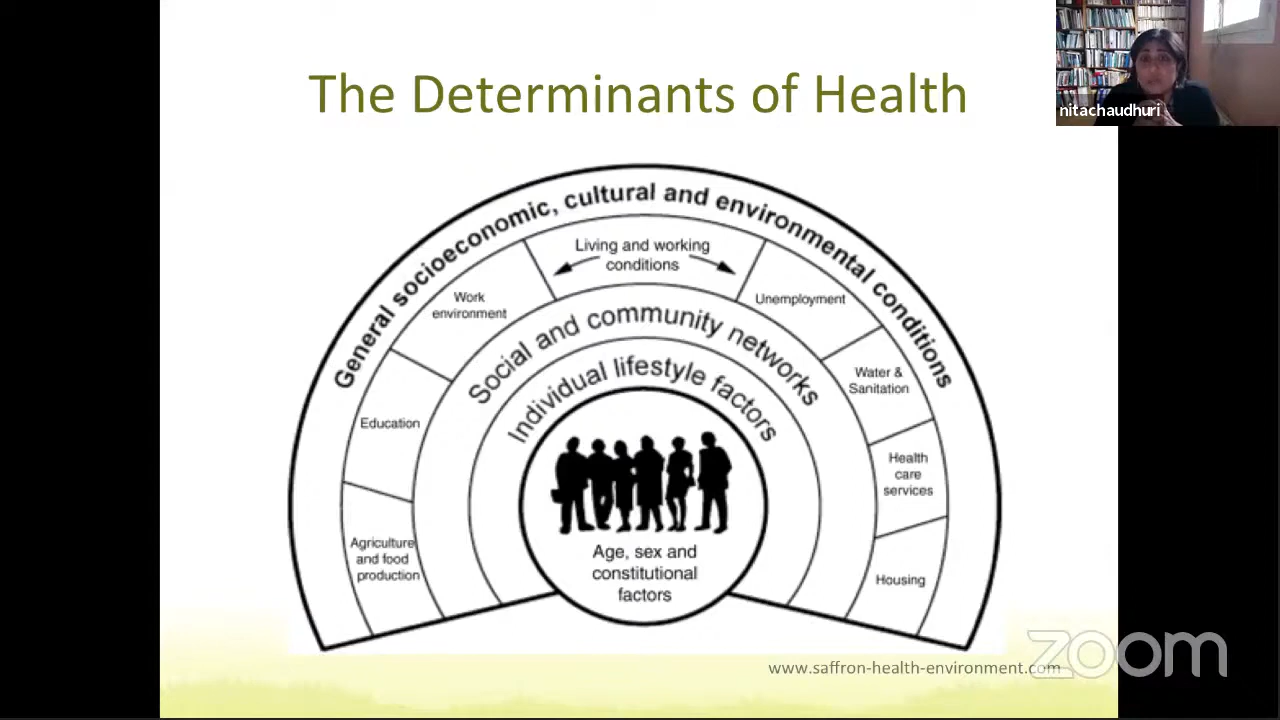 The Determinants of Health
nitachaudhuri
General socioeconomic, cultural and environmental conditions
Living and working
conditions
Work
environment
Unemployment
Social and community networks
Water &
Sanitation
Individual lifestyle factors
Education
Health
care
services
Agriculture
and food
production
Age, sex and
constitutional
factors
Housing
www.saffron-health-environment.com
zoom